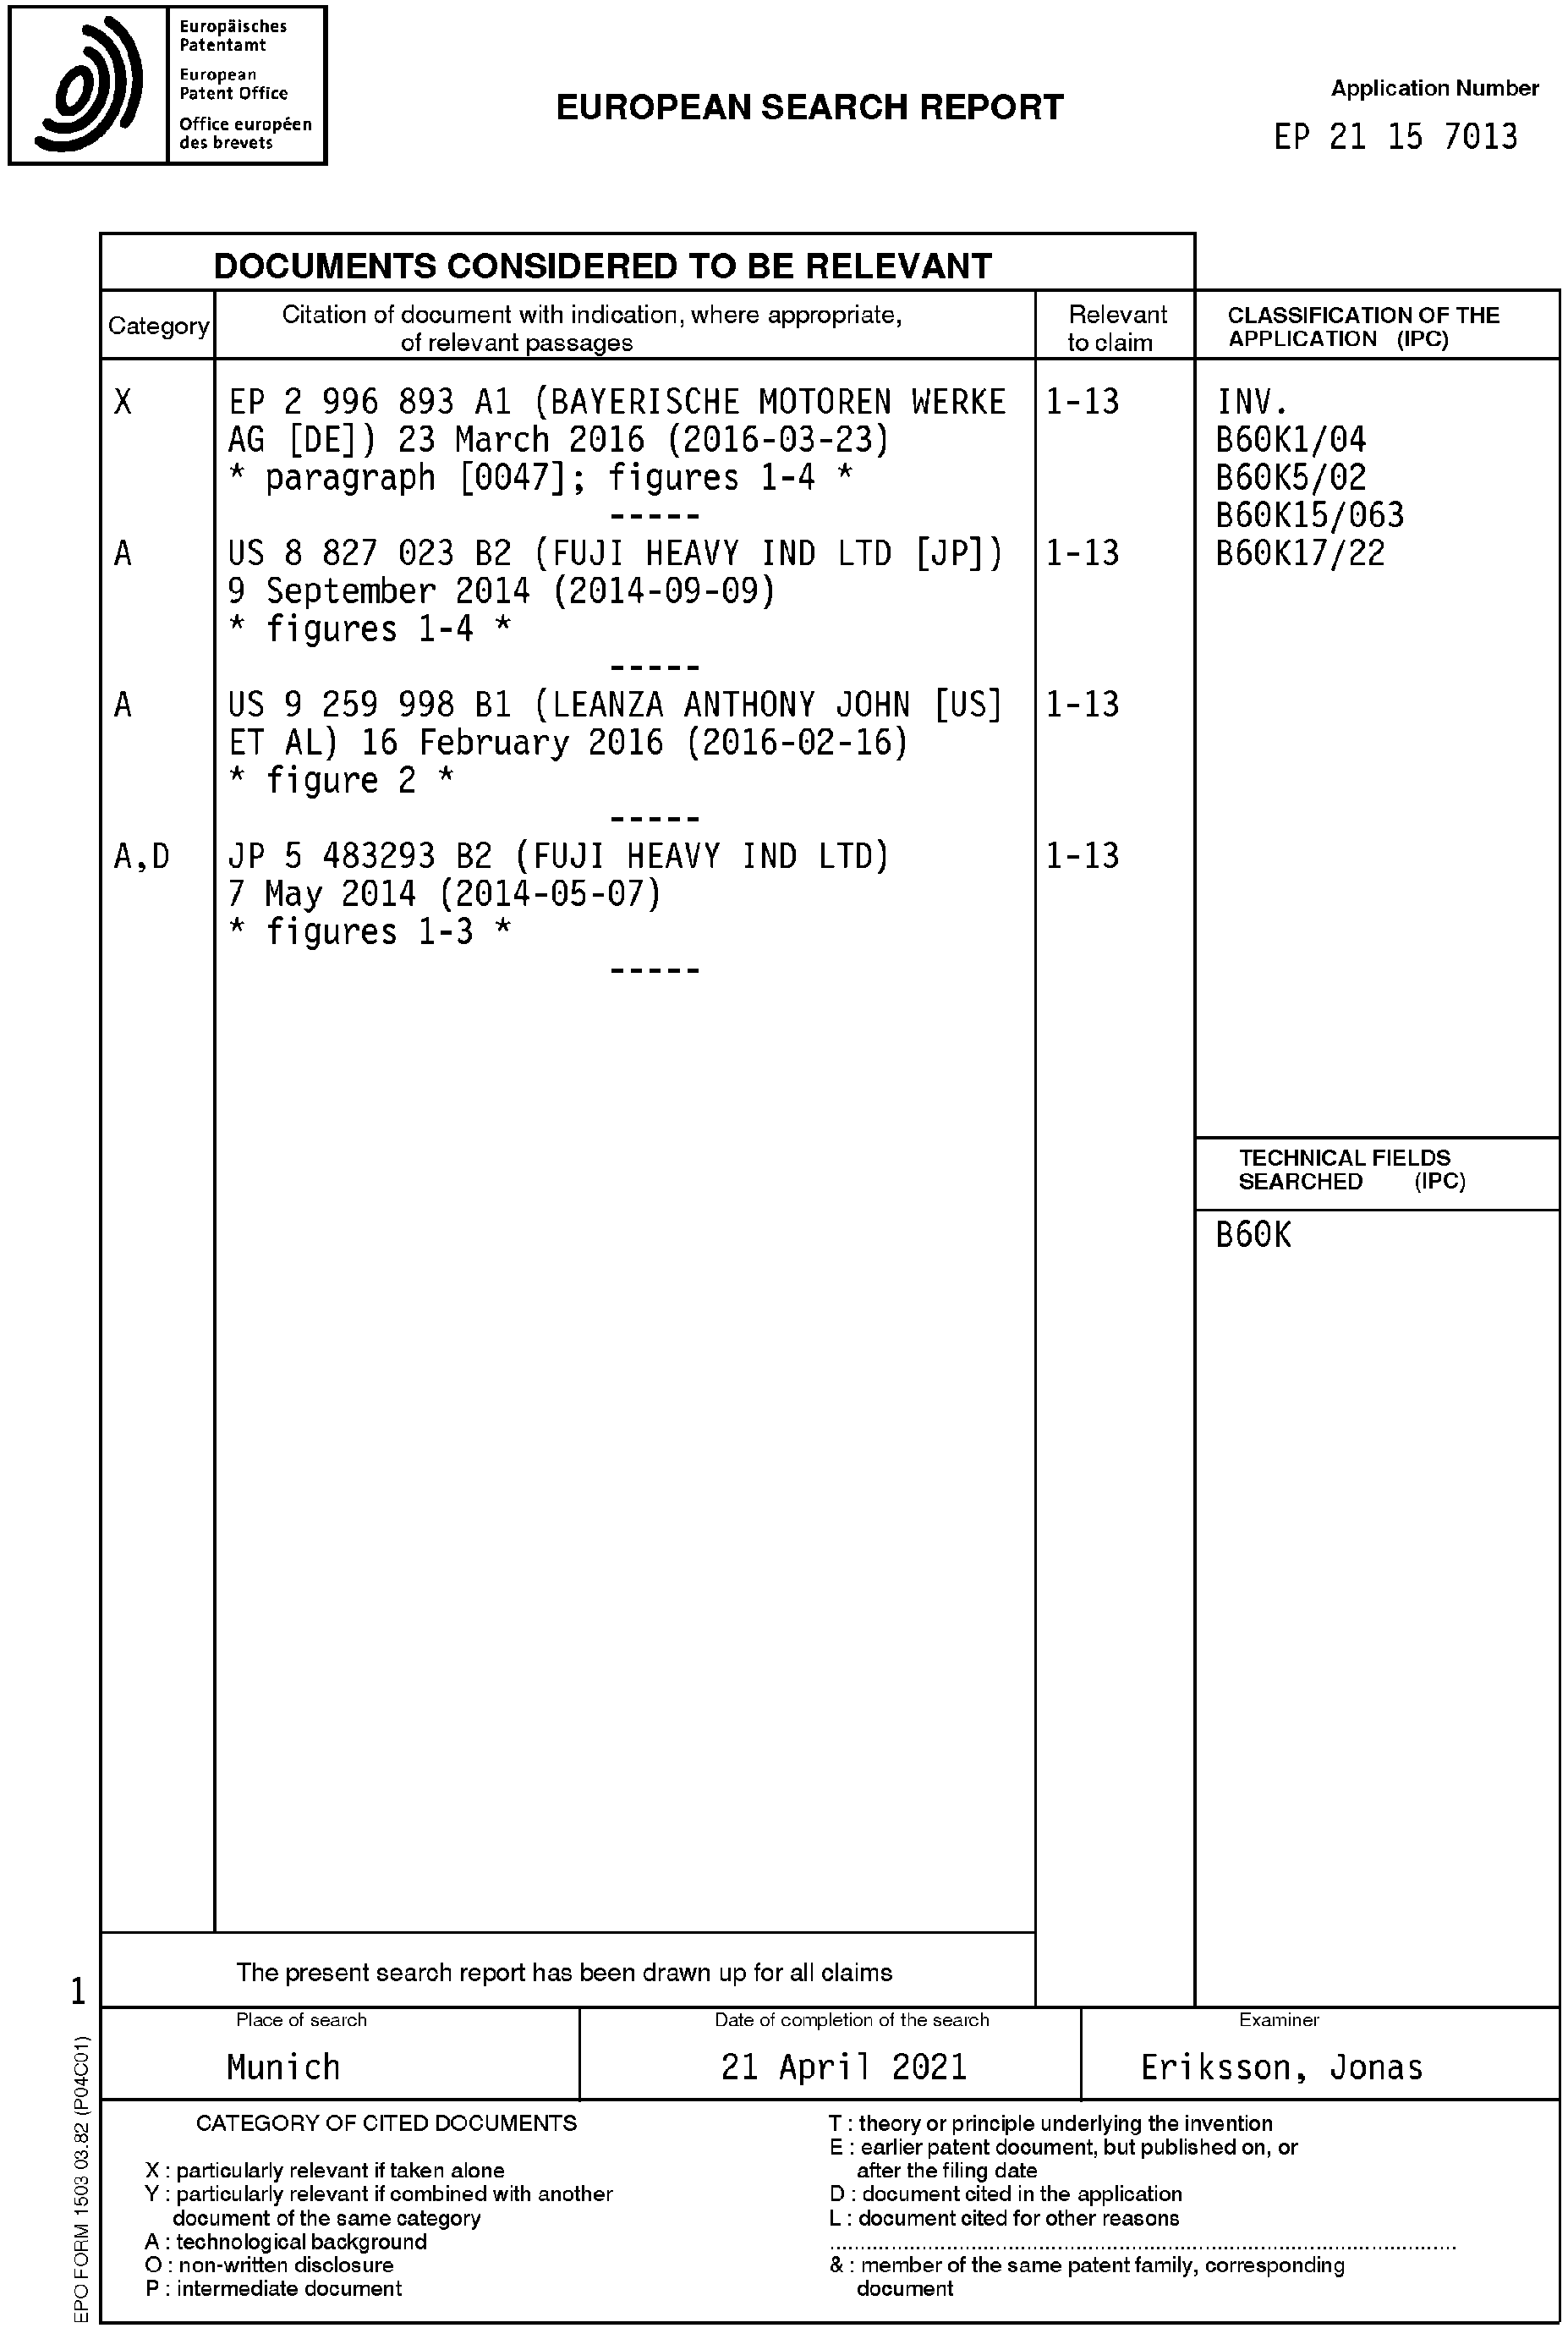 Europäisches
Patentamt
European
Patent Office
Office européen
des brevets
EUROPEAN SEARCH REPORT
Application Number
EP 21 15 7013
DOCUMENTS CONSIDERED TO BE RELEVANT
Category
Citation of document with indication, where appropriate,
of relevant passages
Relevant
to claim
CLASSIFICATION OF THE
APPLICATION (IPC)
X
EP 2 996 893 A1 (BAYERISCHE MOTOREN WERKE
AG [DE]) 23 March 2016 (2016-03-23)
* paragraph [0047]; figures 1-4 *
-----
1-13
A
US 8 827 023 B2 (FUJI HEAVY IND LTD [JP])
9 September 2014 (2014-09-09)
* figures 1-4 *
-----
1-13
A
US 9 259 998 B1 (LEANZA ANTHONY JOHN [US]
ET AL) 16 February 2016 (2016-02-16)
* figure 2 *
-----
1-13
A,D
JP 5 483293 B2 (FUJI HEAVY IND LTD)
7 May 2014 (2014-05-07)
* figures 1-3 *
-----
1-13
INV.
B60K1/04
B60K5/02
B60K15/063
B60K17/22
TECHNICAL FIELDS
SEARCHED (IPC)
B60K
The present search report has been drawn up for all claims
1
Place of search
Munich
Date of completion of the search
21 April 2021
Examiner
Eriksson, Jonas
CATEGORY OF CITED DOCUMENTS
X : particularly relevant if taken alone
Y : particularly relevant if combined with another
document of the same category
A : technological background
O : non-written disclosure
P : intermediate document
T : theory or principle underlying the invention
E : earlier patent document, but published on, or
after the filing date
D : document cited in the application
L : document cited for other reasons
& : member of the same patent family, corresponding
document
EPO FORM 1503 03.82 (P04C01)